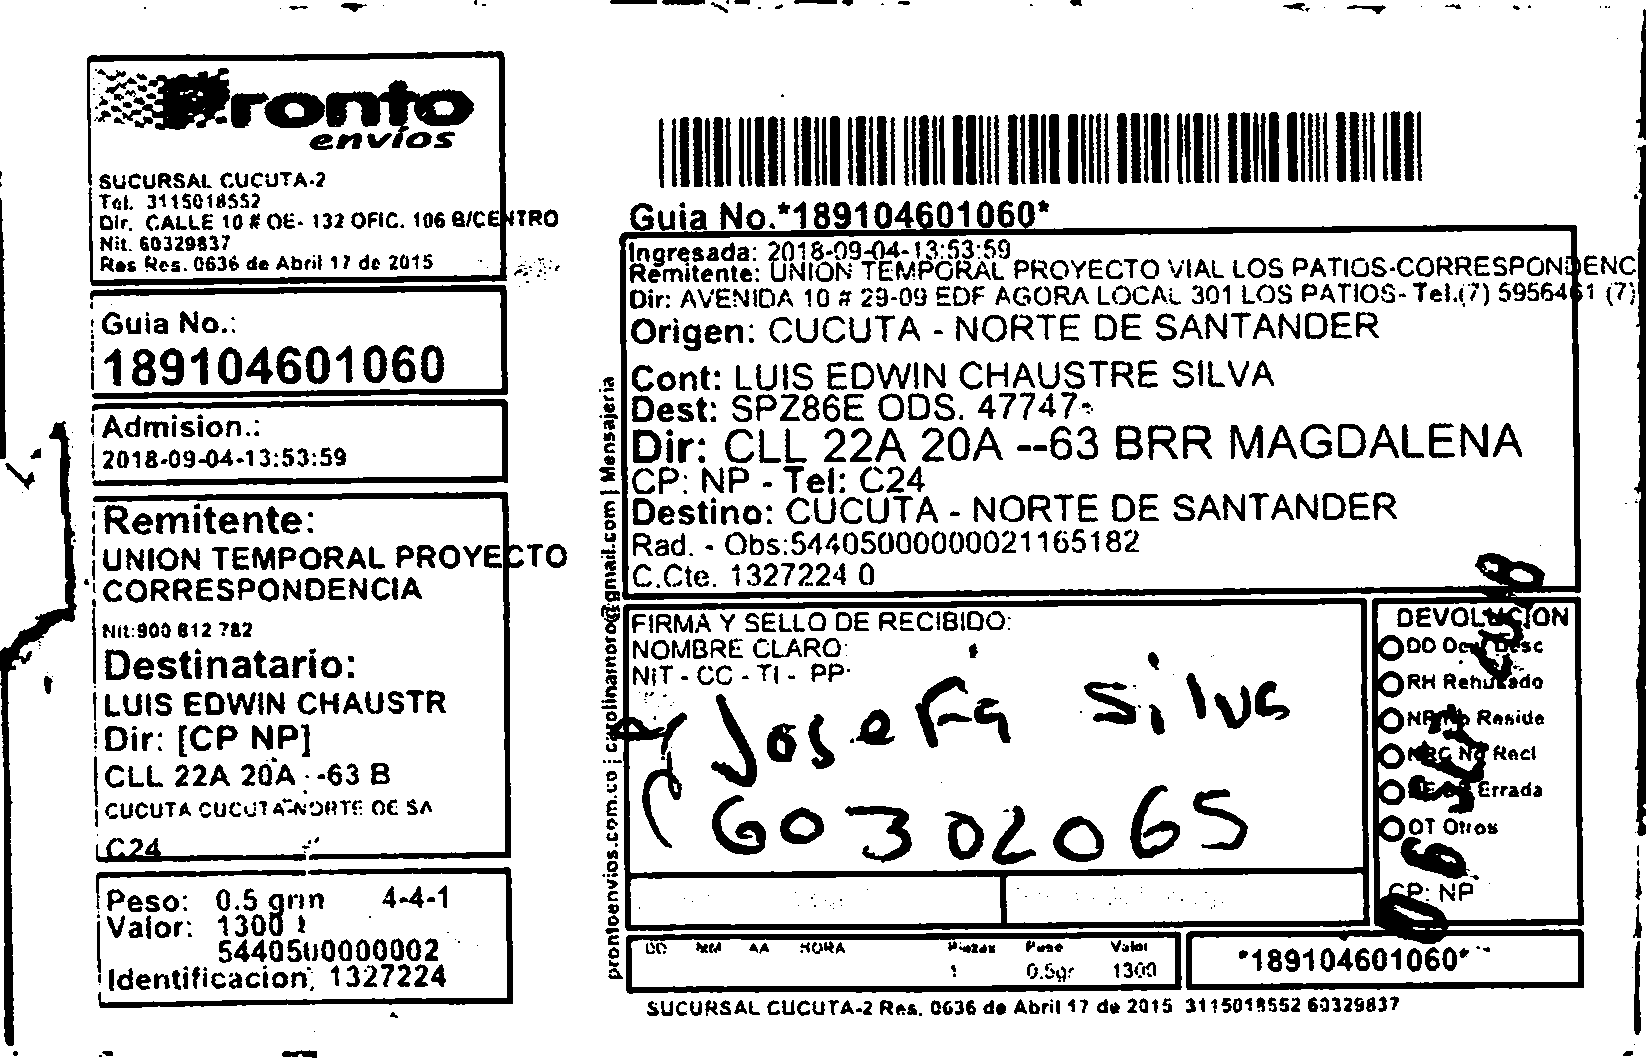 Pronto
envíos
SUCURSAL CUCUTA-2
Tel. 3115018552
Dir. CALLE 10 # OE- 132 OFIC. 106 B/CENTRO
Nit. 60329837
Res Res. 0636 de Abril 17 de 2015
Guia No.:
189104601060
Admision.:
2018-09-04-13:53:59
Remitente:
UNION TEMPORAL PROYECTO
CORRESPONDENCIA
Nit:900 812 782
Destinatario:
LUIS EDWIN CHAUSTR
Dir: [CP NP]
CLL 22A 20A --63 B
CUCUTA CUCUTA-NORTE DE SA
C24
Peso: 0.5 grm 4-4-1
Valor: 1300
5440500000002
Identificacion: 1327224
Guia No.*189104601060*
Ingresada: 2018-09-04-13:53:59
Remitente: UNION TEMPORAL PROYECTO VIAL LOS PATIOS-CORRESPONDENC
Dir: AVENIDA 10 # 29-09 EDF AGORA LOCAL 301 LOS PATIOS- Tel.(7) 5956461 (7)
Origen: CUCUTA - NORTE DE SANTANDER
Cont: LUIS EDWIN CHAUSTRE SILVA
Dest: SPZ86E ODS. 47747-
Dir: CLL 22A 20A --63 BRR MAGDALENA
CP: NP - Tel: C24
Destino: CUCUTA - NORTE DE SANTANDER
Rad. - Obs:54405000000021165182
C.Cte. 1327224 0
prontoenvios.com.co | carolinamoro@gmail.com | Mensajeria
FIRMA Y SELLO DE RECIBIDO:
NOMBRE CLARO:
NIT - CC - TI - PP:
Josefa Silva
60302065
DEVOLUCION
DD Desc
RH Rehusado
NR No Reside
NRC No Recl
DE Errada
OT Otros
CP: NP
DD MM AA HORA Piezas Peso Valor
1 0.5gr 1300
*189104601060*
SUCURSAL CUCUTA-2 Res. 0636 de Abril 17 de 2015 3115018552 60329837